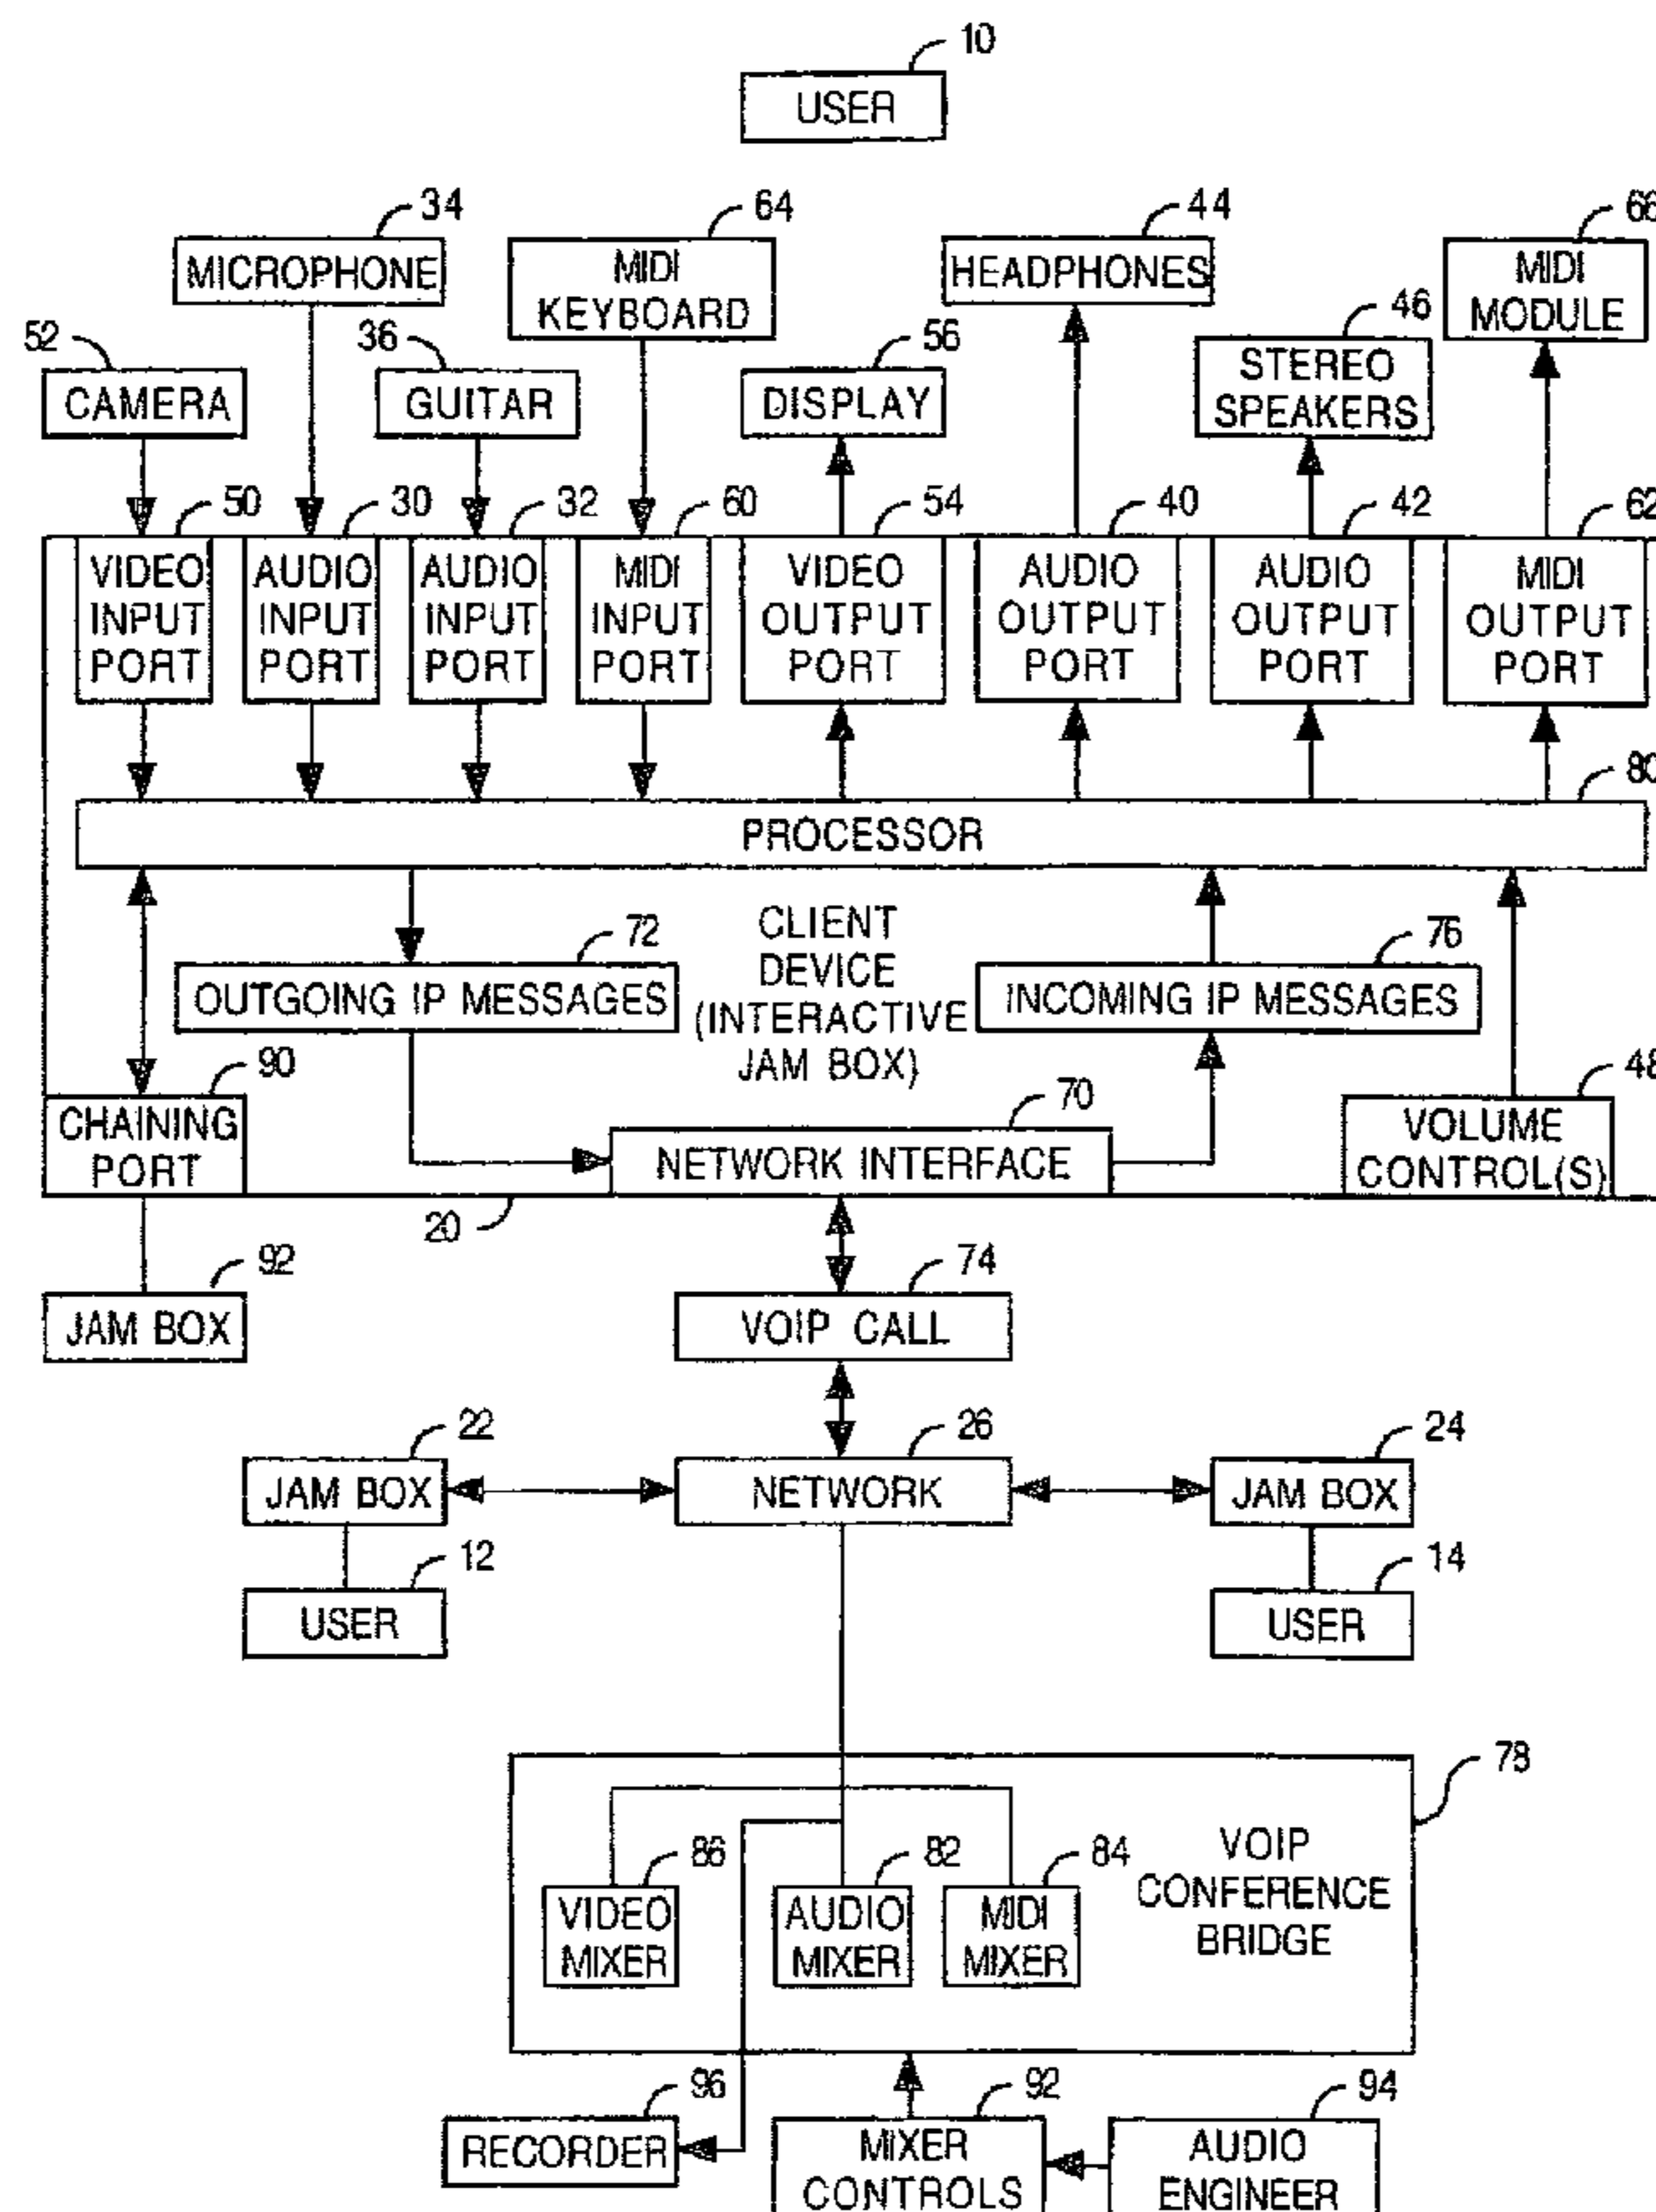 10
USER
34
64
44
66
MICROPHONE
MIDI
KEYBOARD
HEADPHONES
MIDI
MODULE
52
36
56
46
CAMERA
GUITAR
DISPLAY
STEREO
SPEAKERS
50
30
32
60
54
40
42
62
VIDEO
INPUT
PORT
AUDIO
INPUT
PORT
AUDIO
INPUT
PORT
MIDI
INPUT
PORT
VIDEO
OUTPUT
PORT
AUDIO
OUTPUT
PORT
AUDIO
OUTPUT
PORT
MIDI
OUTPUT
PORT
80
PROCESSOR
72
CLIENT
DEVICE
(INTERACTIVE
JAM BOX)
76
OUTGOING IP MESSAGES
INCOMING IP MESSAGES
90
70
48
CHAINING
PORT
NETWORK INTERFACE
VOLUME
CONTROL(S)
20
92
74
JAM BOX
VOIP CALL
22
26
24
JAM BOX
NETWORK
JAM BOX
12
14
USER
USER
78
86
82
84
VOIP
CONFERENCE
BRIDGE
VIDEO
MIXER
AUDIO
MIXER
MIDI
MIXER
96
92
94
RECORDER
MIXER
CONTROLS
AUDIO
ENGINEER